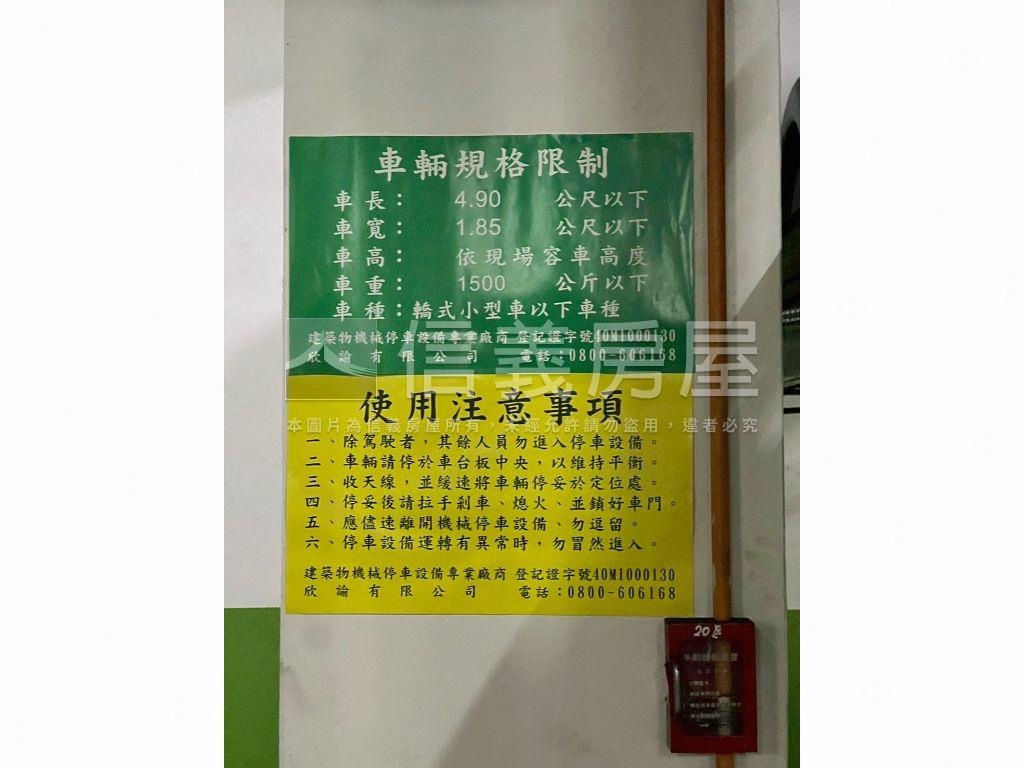 車輛規格限制
車長： 4.90 公尺以下
車寬： 1.85 公尺以下
車高： 依現場容車高度
車重： 1500 公斤以下
車種：轎式小型車以下車種
建築物機械停車設備專業廠商 登記證字號40M1000130
欣諭有限公司 電話：0800-606168
信義房屋
使用注意事項
本圖片為信義房屋所有，未經允許請勿盜用，違者必究
一、除駕駛者，其餘人員勿進入停車設備。
二、車輛請停於車台板中央，以維持平衡。
三、收天線，並緩速將車輛停妥於定位處。
四、停妥後請拉手剎車、熄火、並鎖好車門。
五、應儘速離開機械停車設備、勿逗留。
六、停車設備運轉有異常時，勿冒然進入。
建築物機械停車設備專業廠商 登記證字號40M1000130
欣諭有限公司 電話：0800-606168